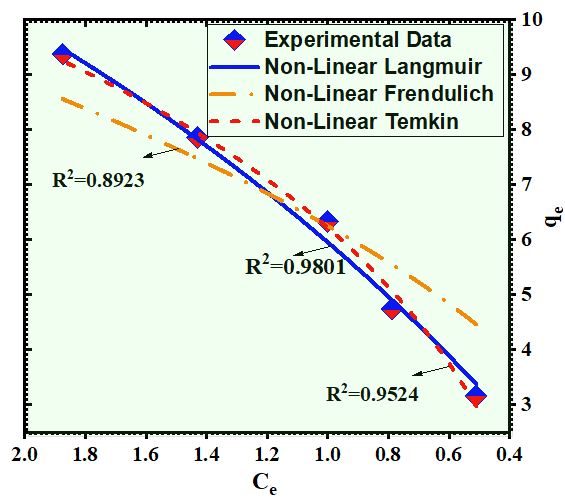 Experimental Data
Non-Linear Langmuir
Non-Linear Frendulich
Non-Linear Temkin
R²=0.8923
R²=0.9801
R²=0.9524
10
9
8
7
6
5
4
3
qₑ
2.0 1.8 1.6 1.4 1.2 1.0 0.8 0.6 0.4
Cₑ